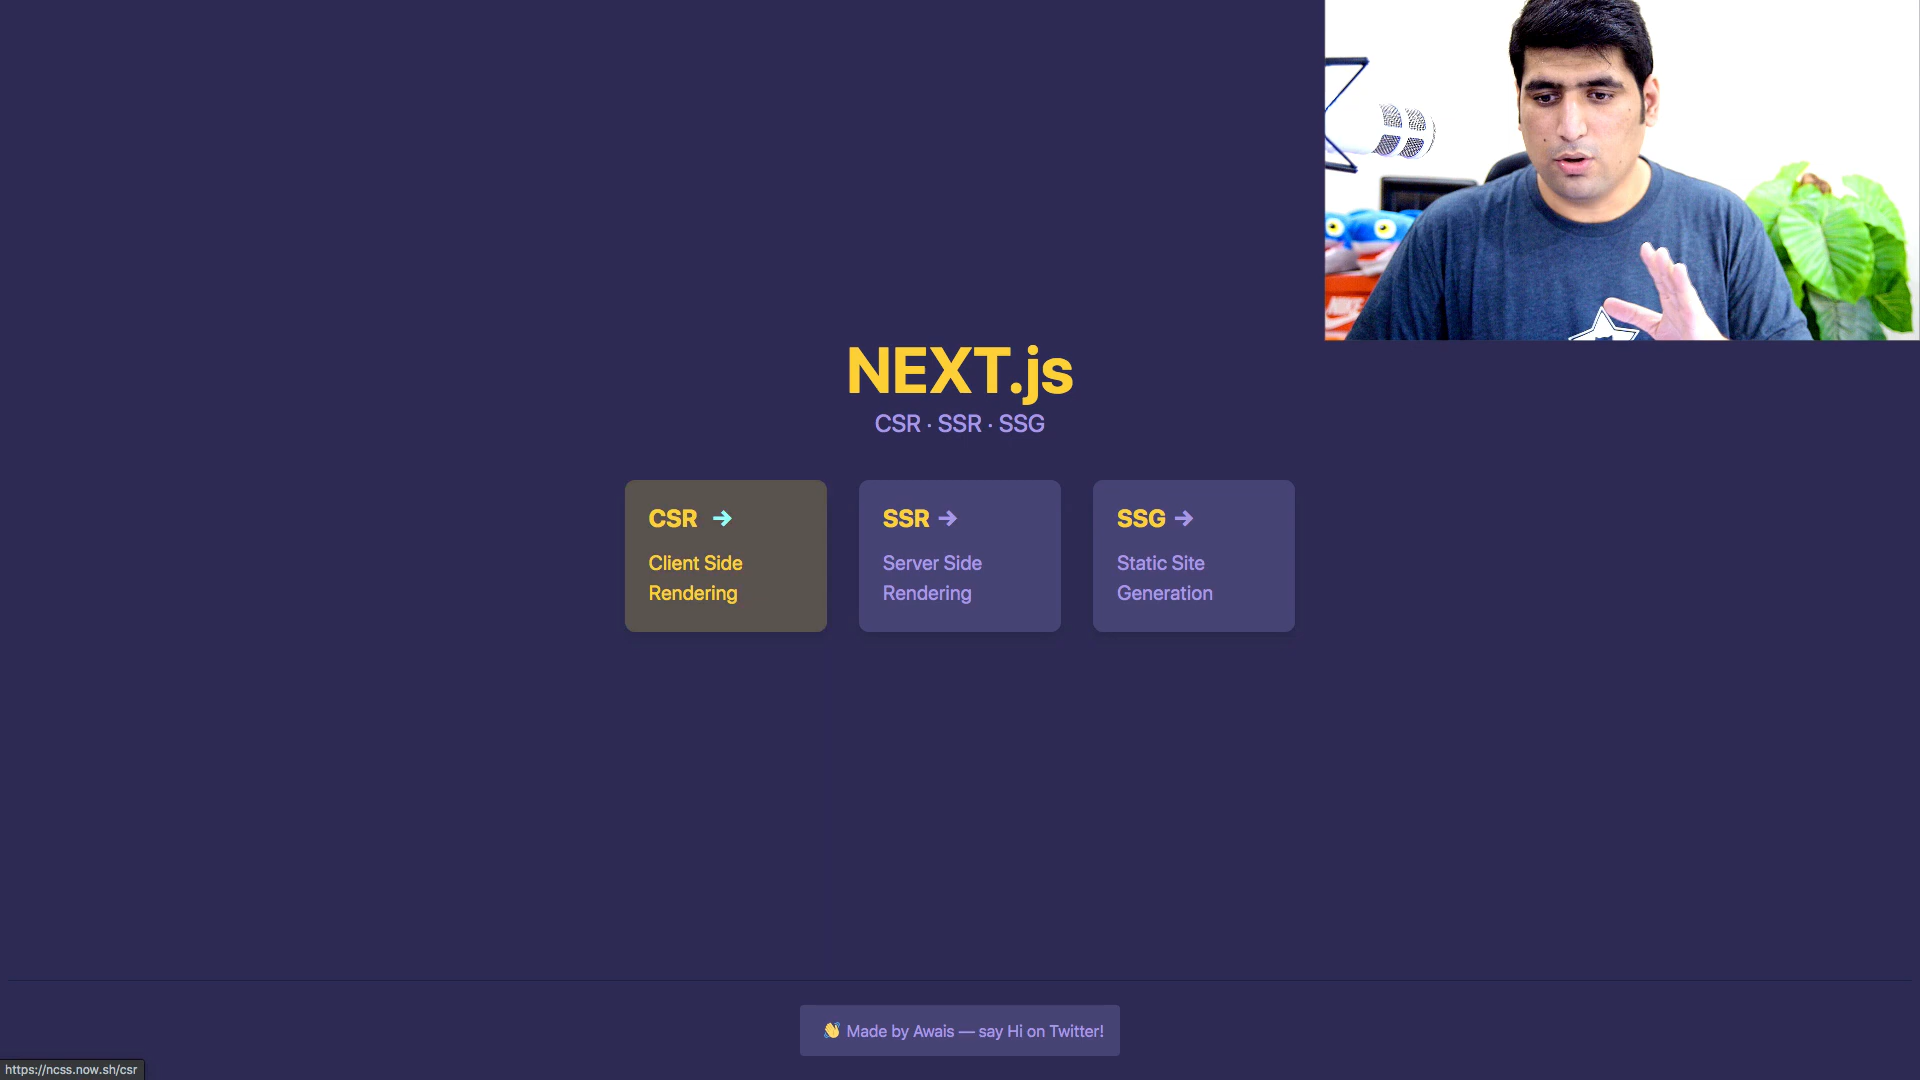 NEXT.js
CSR · SSR · SSG
CSR →
Client Side
Rendering
SSR →
Server Side
Rendering
SSG →
Static Site
Generation
👋 Made by Awais — say Hi on Twitter!
https://ncss.now.sh/csr
NIKE